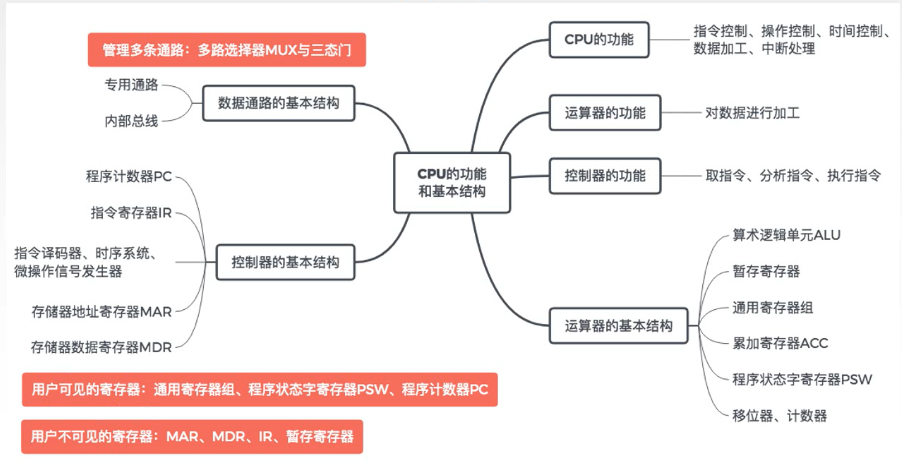 管理多条通路：多路选择器MUX与三态门
专用通路
内部总线
数据通路的基本结构
程序计数器PC
指令寄存器IR
指令译码器、时序系统、
微操作信号发生器
存储器地址寄存器MAR
存储器数据寄存器MDR
控制器的基本结构
用户可见的寄存器：通用寄存器组、程序状态字寄存器PSW、程序计数器PC
用户不可见的寄存器：MAR、MDR、IR、暂存寄存器
CPU的功能
和基本结构
CPU的功能
指令控制、操作控制、时间控制、
数据加工、中断处理
运算器的功能
对数据进行加工
控制器的功能
取指令、分析指令、执行指令
运算器的基本结构
算术逻辑单元ALU
暂存寄存器
通用寄存器组
累加寄存器ACC
程序状态字寄存器PSW
移位器、计数器